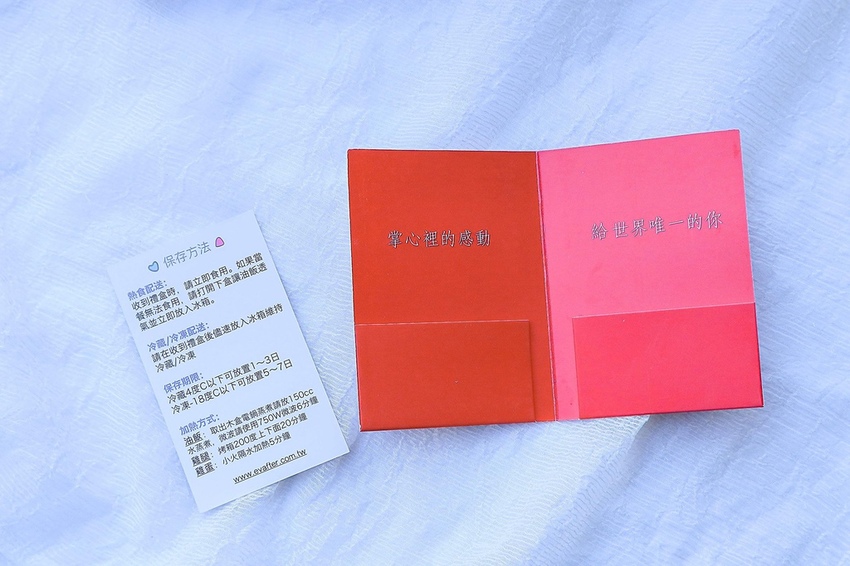 保存方法
熱食配送:
收到禮盒時，請立即食用。如果當
餐無法食用，請打開下盒讓油飯透
氣並立即放入冰箱。
冷藏/冷凍配送:
請在收到禮盒後儘速放入冰箱維持
冷藏/冷凍
保存期限:
冷藏4度C以下可放置1～3日
冷凍-18度C以下可放置5～7日
加熱方式:
油飯: 取出木盒電鍋蒸煮請放150cc
水蒸煮，微波請使用750W微波6分鐘
雞腿: 烤箱200度上下面20分鐘
雞蛋: 小火隔水加熱5分鐘
www.evafter.com.tw
掌心裡的感動
給世界唯一的你